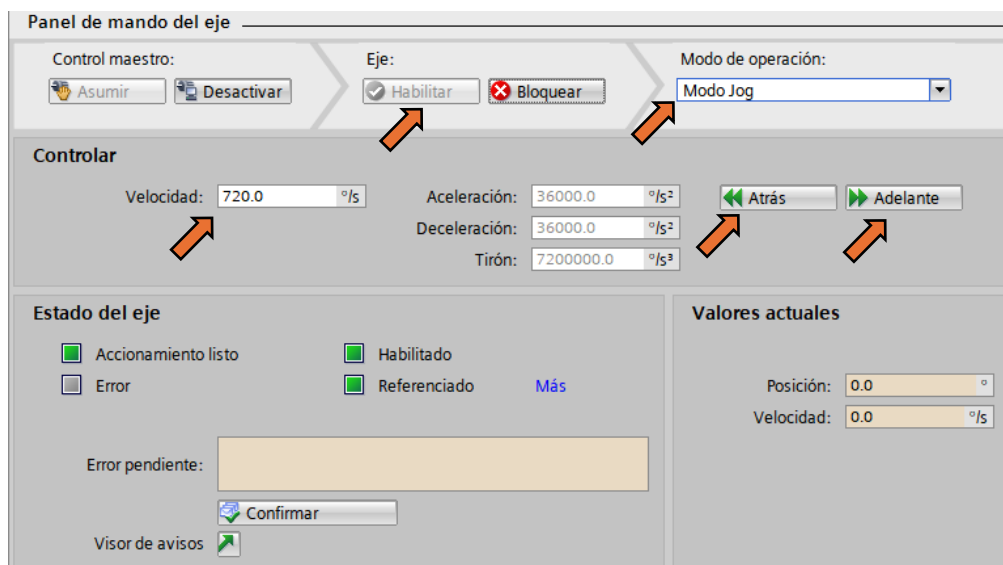 Panel de mando del eje
Control maestro: Eje: Modo de operación:
Asumir Desactivar Habilitar Bloquear Modo Jog
Controlar
Velocidad: 720.0 °/s Aceleración: 36000.0 °/s² Atrás Adelante
Deceleración: 36000.0 °/s²
Tirón: 7200000.0 °/s³
Estado del eje Valores actuales
Accionamiento listo Habilitado
Error Referenciado Más Posición: 0.0 °
Velocidad: 0.0 °/s
Error pendiente:
Confirmar
Visor de avisos